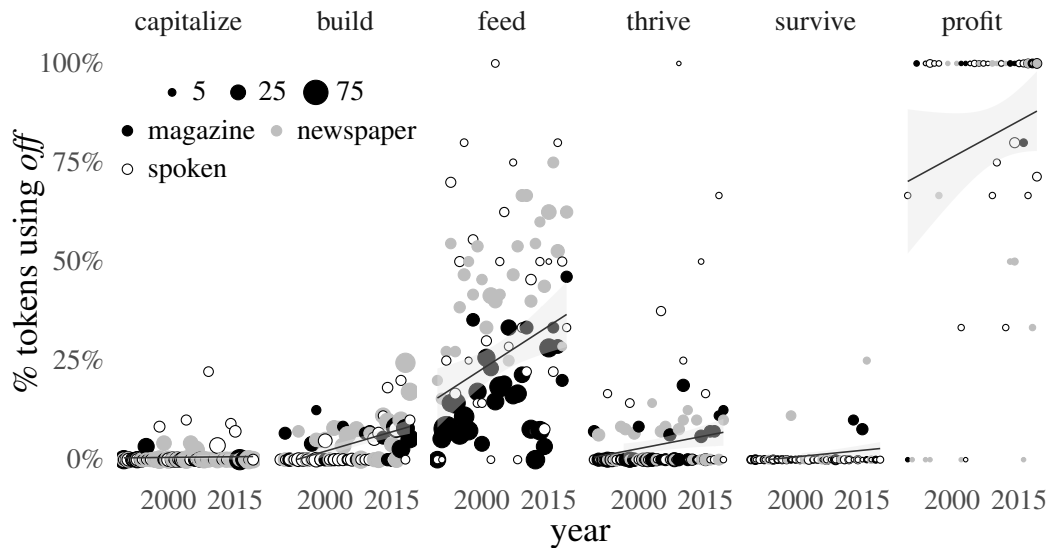 capitalize build feed thrive survive profit
100%
5 25 75
magazine newspaper
75%
spoken
% tokens using off
50%
25%
0%
2000 2015 2000 2015 2000 2015 2000 2015 2000 2015 2000 2015
year